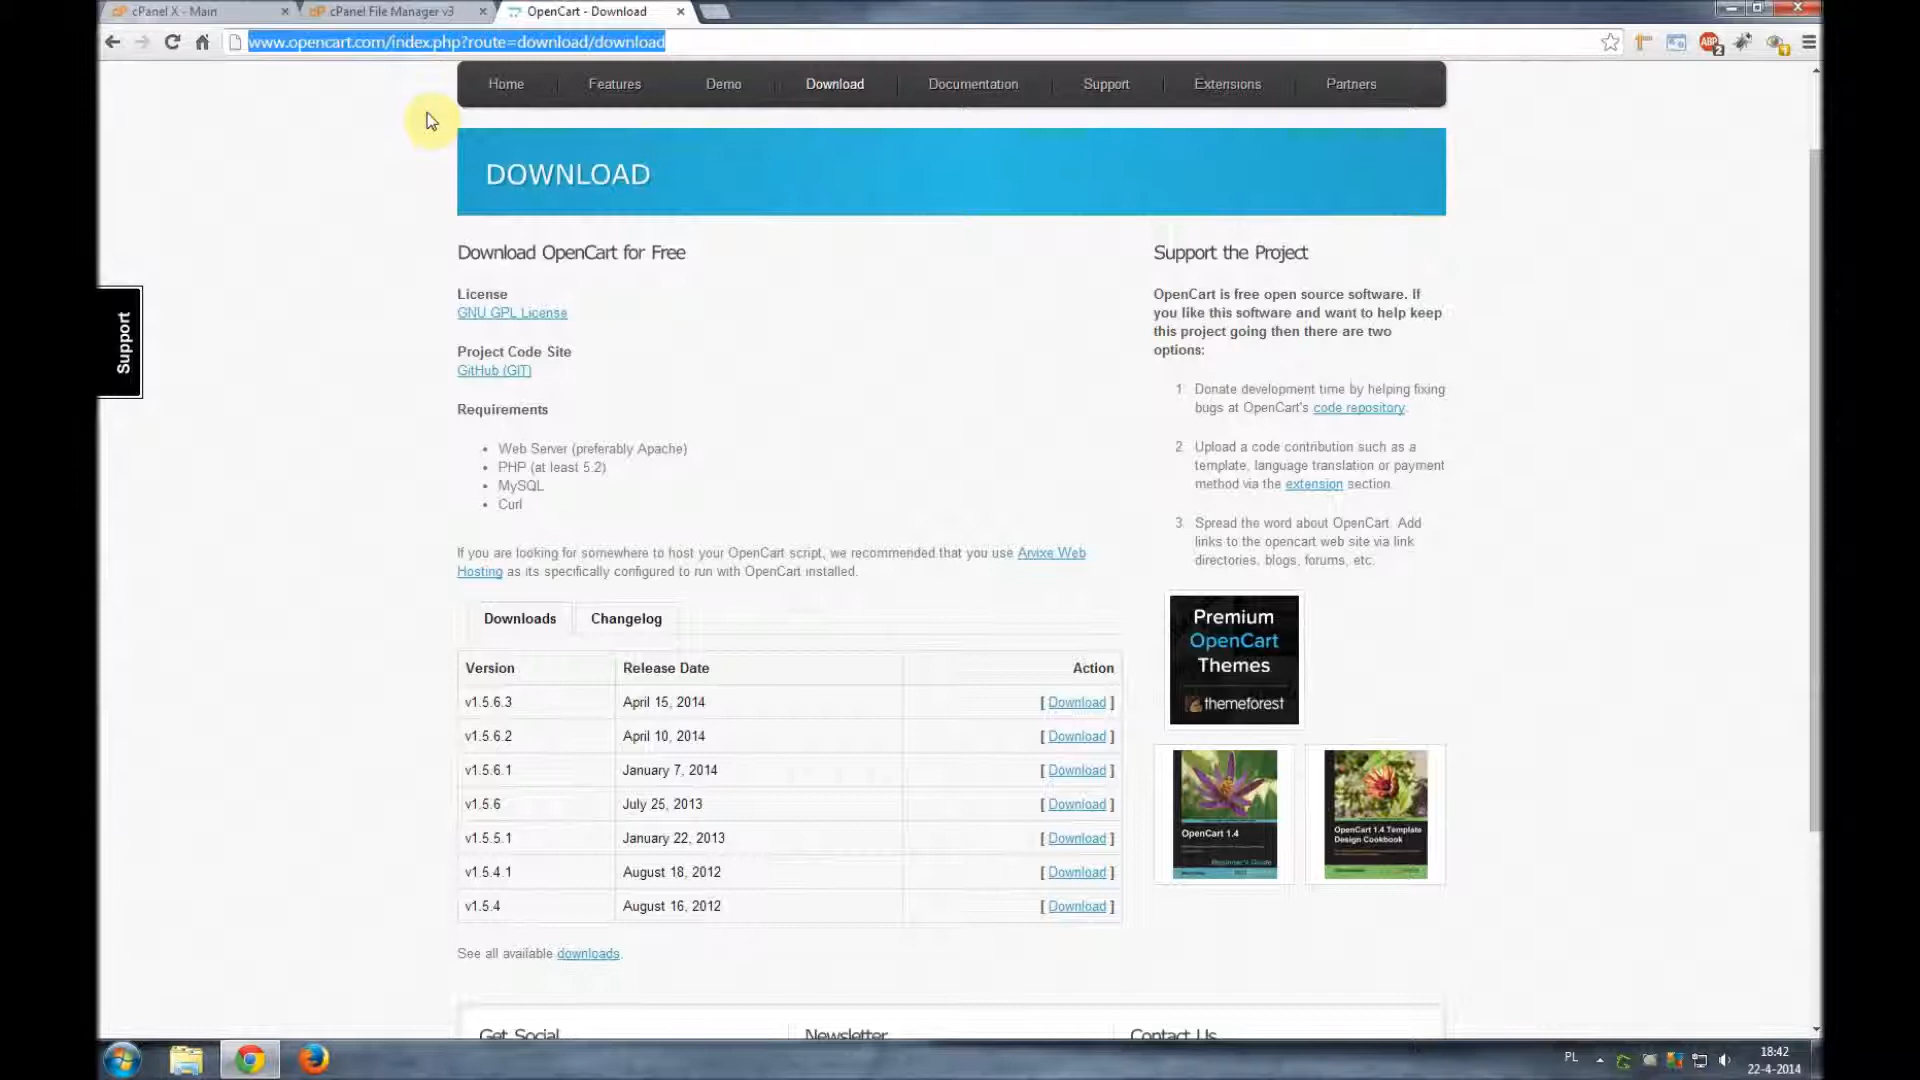 cPanel X - Main
cPanel File Manager v3
OpenCart - Download
www.opencart.com/index.php?route=download/download
Home
Features
Demo
Download
Documentation
Support
Extensions
Partners
DOWNLOAD
Download OpenCart for Free
License
GNU GPL License
Project Code Site
GitHub (GIT)
Requirements
Web Server (preferably Apache)
PHP (at least 5.2)
MySQL
Curl
If you are looking for somewhere to host your OpenCart script, we recommended that you use Arvixe Web
Hosting as its specifically configured to run with OpenCart installed.
Downloads
Changelog
Version Release Date Action
v1.5.6.3 April 15, 2014 [ Download ]
v1.5.6.2 April 10, 2014 [ Download ]
v1.5.6.1 January 7, 2014 [ Download ]
v1.5.6 July 25, 2013 [ Download ]
v1.5.5.1 January 22, 2013 [ Download ]
v1.5.4.1 August 18, 2012 [ Download ]
v1.5.4 August 16, 2012 [ Download ]
See all available downloads.
Support the Project
OpenCart is free open source software. If
you like this software and want to help keep
this project going then there are two
options:
1. Donate development time by helping fixing
bugs at OpenCart's code repository.
2. Upload a code contribution such as a
template, language translation or payment
method via the extension section.
3. Spread the word about OpenCart. Add
links to the opencart web site via link
directories, blogs, forums, etc.
Premium
OpenCart
Themes
themeforest
OpenCart 1.4
Beginner's Guide
OpenCart 1.4 Template
Design Cookbook
Support
Get Social
Newsletter
Contact Us
ABP
2
PL
18:42
22-4-2014